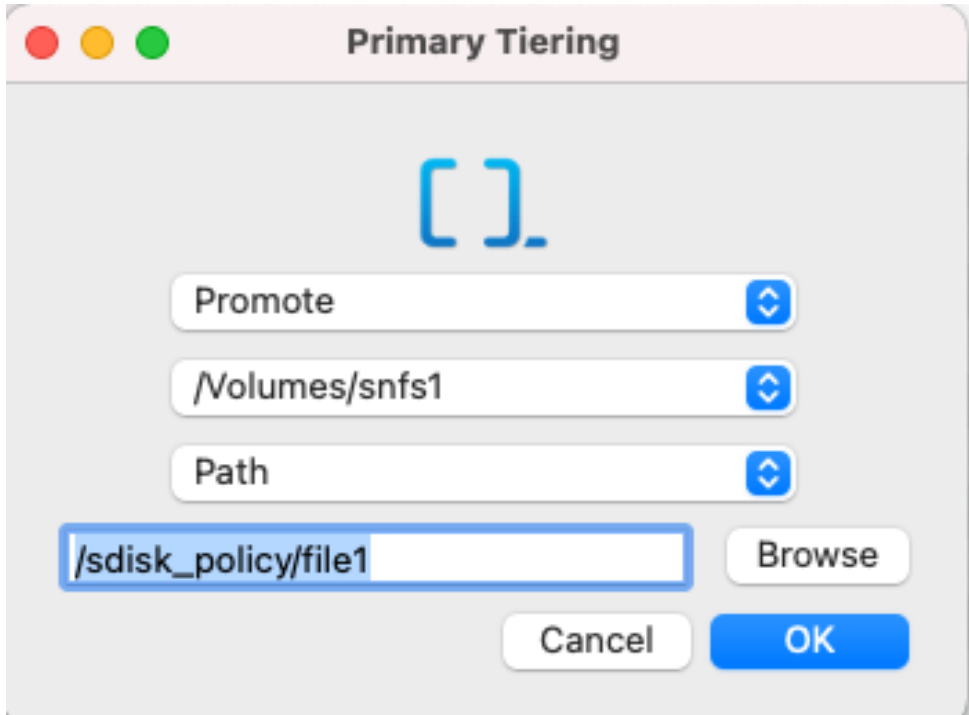 Primary Tiering
Promote
/Volumes/snfs1
Path
/sdisk_policy/file1
Browse
Cancel
OK